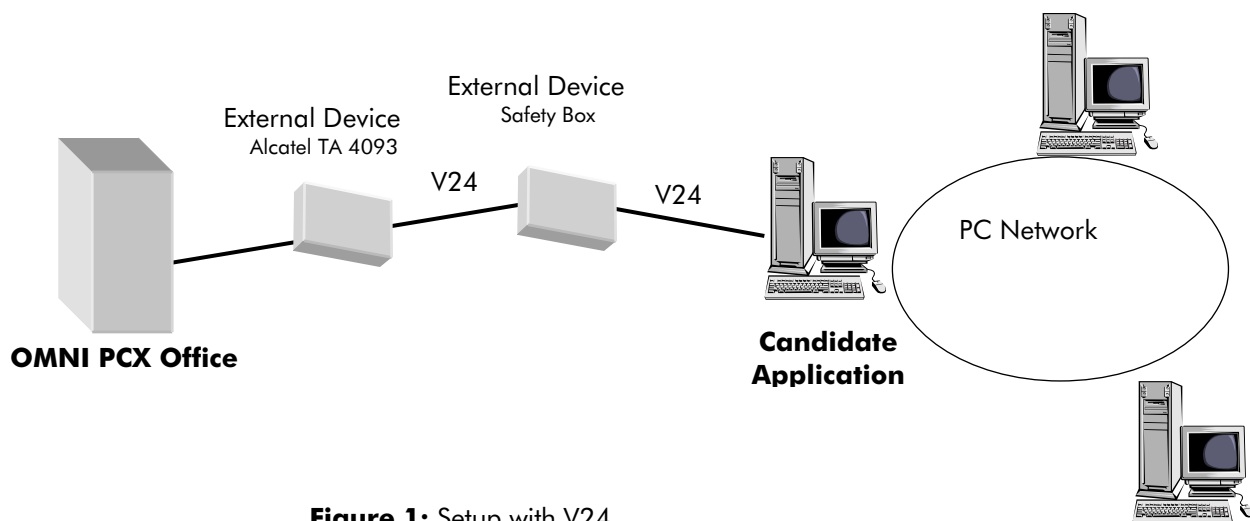 External Device
Safety Box
External Device
Alcatel TA 4093
V24
V24
PC Network
OMNI PCX Office
Candidate
Application
Figure 1: Setup with V24